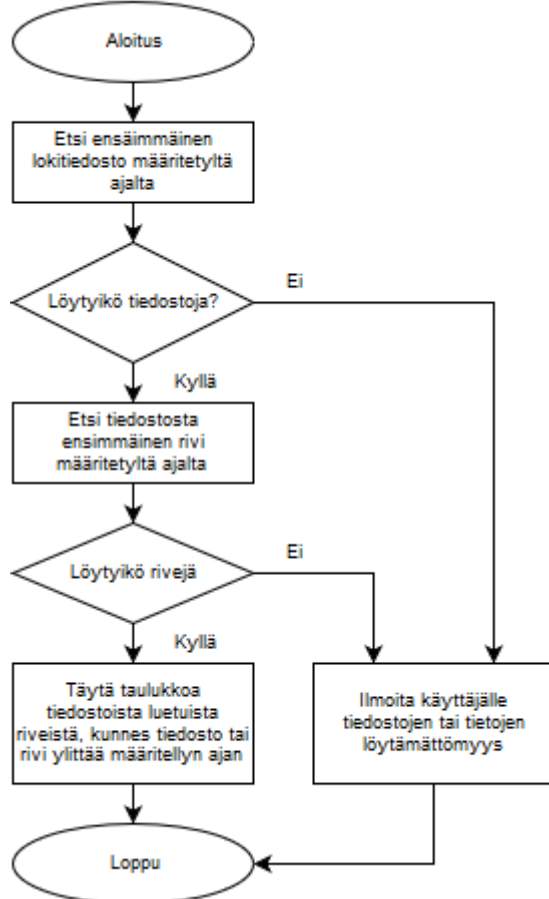 Aloitus
Etsi ensäimmäinen
lokitiedosto määritetyltä
ajalta
Löytyikö tiedostoja?
Ei
Kyllä
Etsi tiedostosta
ensimmäinen rivi
määritetyltä ajalta
Löytyikö rivejä
Ei
Kyllä
Täytä taulukkoa
tiedostoista luetuista
riveistä, kunnes tiedosto tai
rivi ylittää määritellyn ajan
Ilmoita käyttäjälle
tiedostojen tai tietojen
löytämättömyys
Loppu